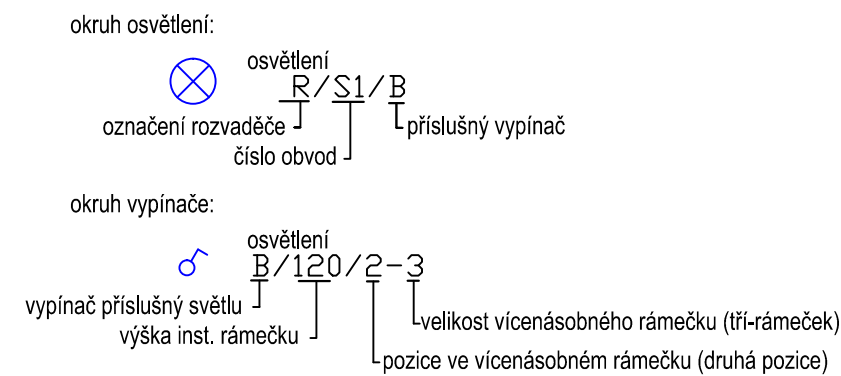 okruh osvětlení:
osvětlení
R/S1/B
označení rozvaděče
příslušný vypínač
číslo obvod
okruh vypínače:
osvětlení
B/120/2-3
vypínač příslušný světlu
velikost vícenásobného rámečku (tří-rámeček)
výška inst. rámečku
pozice ve vícenásobném rámečku (druhá pozice)